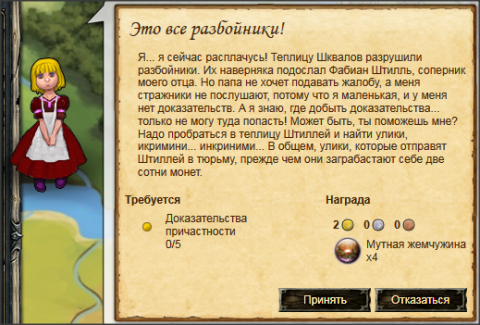 Это все разбойники!
Я... я сейчас расплачусь! Теплицу Шквалов разрушили
разбойники. Их наверняка подослал Фабиан Штилль, соперник
моего отца. Но папа не хочет подавать жалобу, а меня
стражники не послушают, потому что я маленькая, и у меня
нет доказательств. А я знаю, где добыть доказательства...
только не могу туда попасть! Может быть, ты поможешь мне?
Надо пробраться в теплицу Штиллей и найти улики,
икримини... инкриними... В общем, улики, которые отправят
Штиллей в тюрьму, прежде чем они заграбастают себе две
сотни монет.
Требуется
Доказательства
причастности
0/5
Награда
2 0 0
Мутная жемчужина
x4
Принять
Отказаться